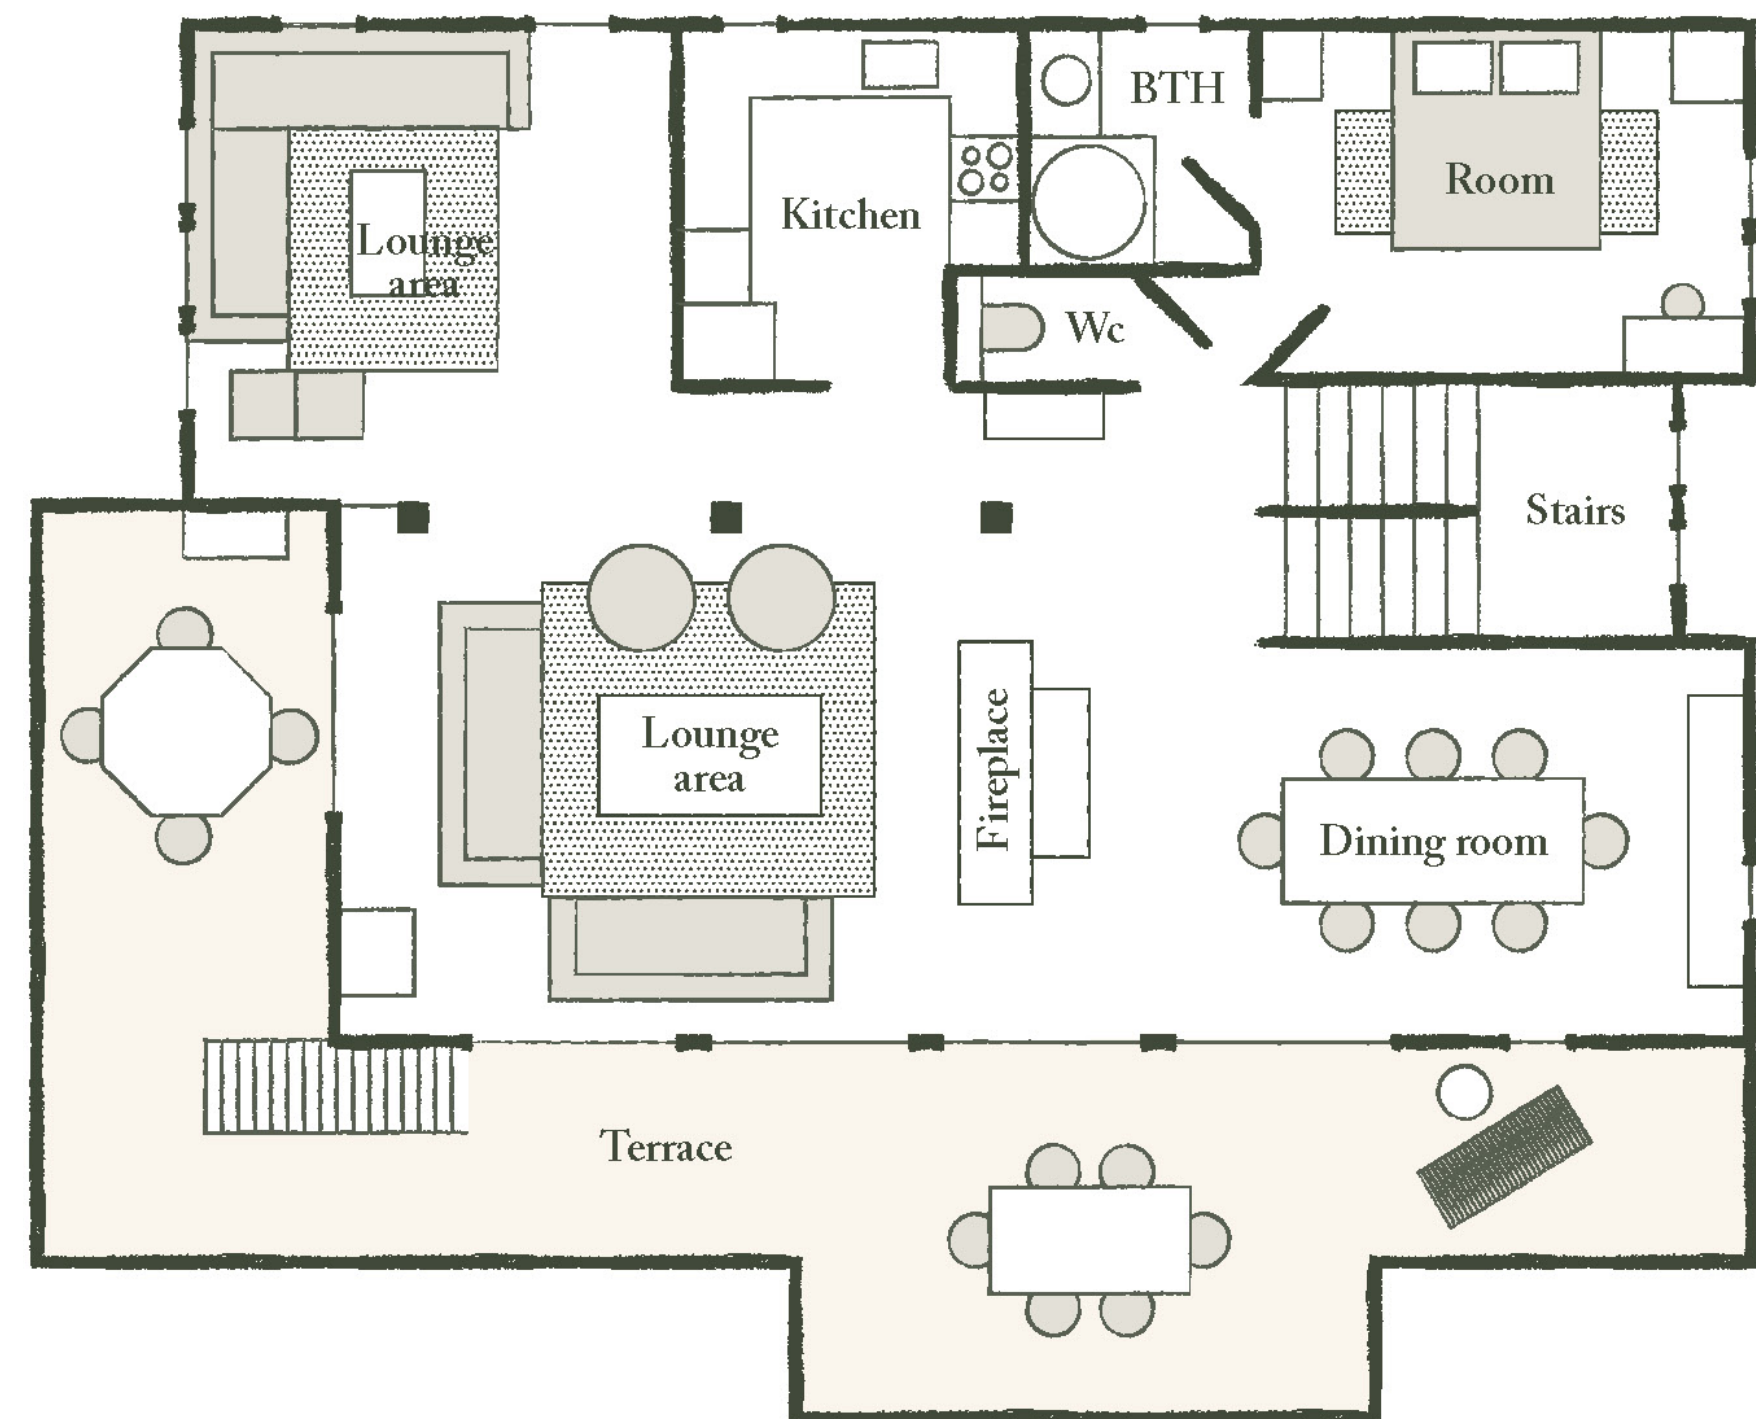 BTH
Room
Kitchen
Lounge
area
Wc
Stairs
Lounge
area
Fireplace
Dining room
Terrace